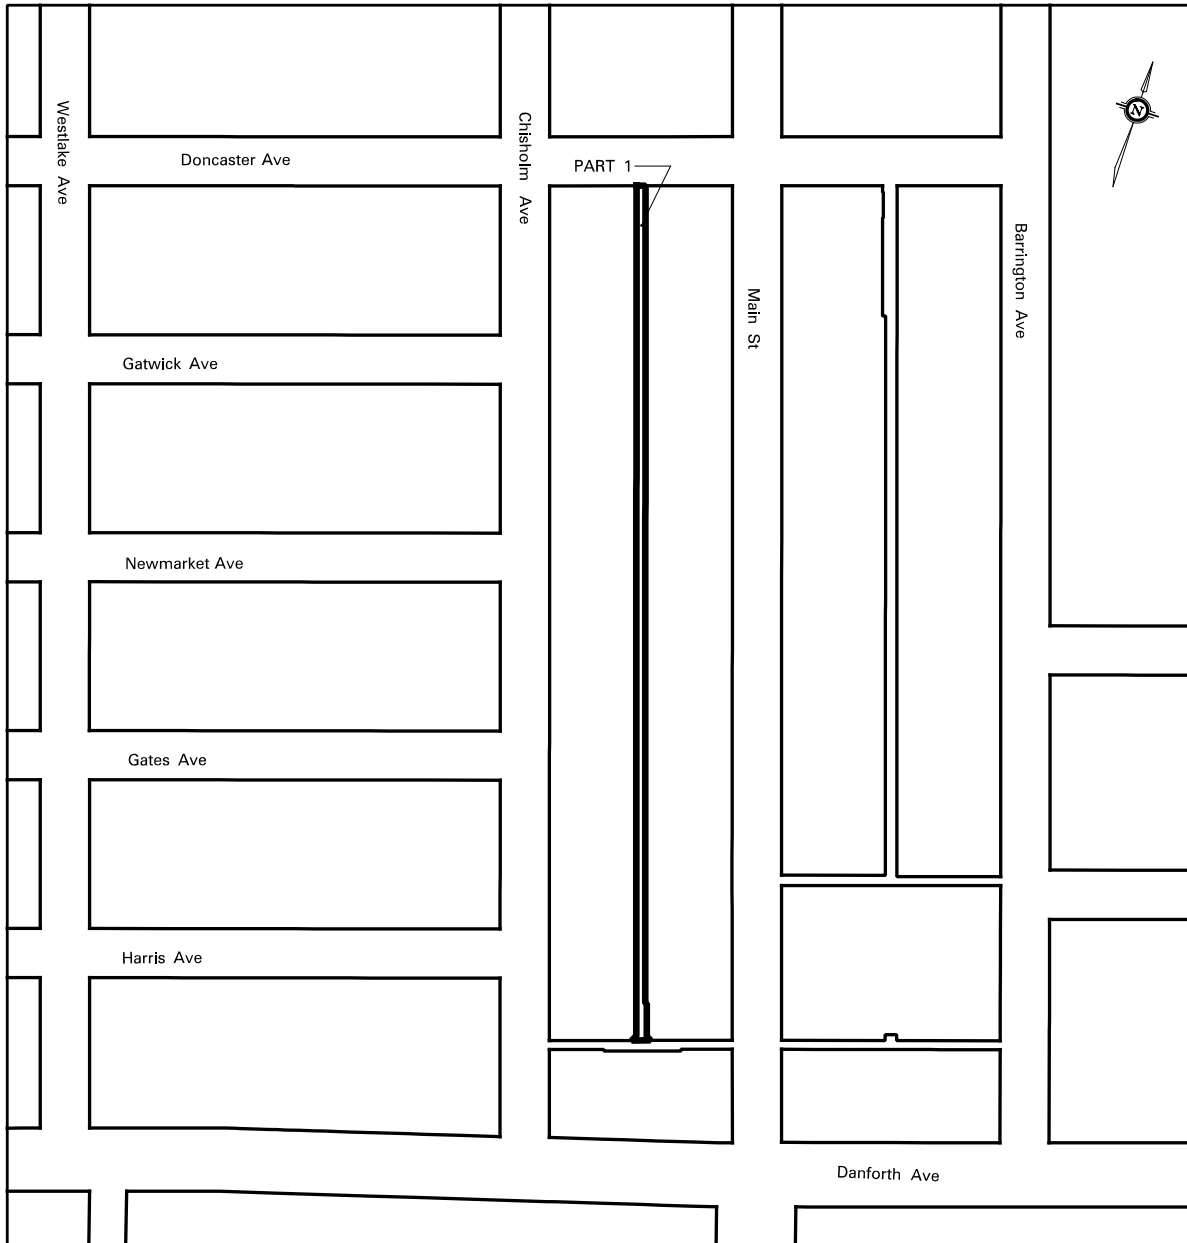 Westlake Ave
Doncaster Ave
Chisholm Ave
PART 1
N
Barrington Ave
Main St
Gatwick Ave
Newmarket Ave
Gates Ave
Harris Ave
Danforth Ave